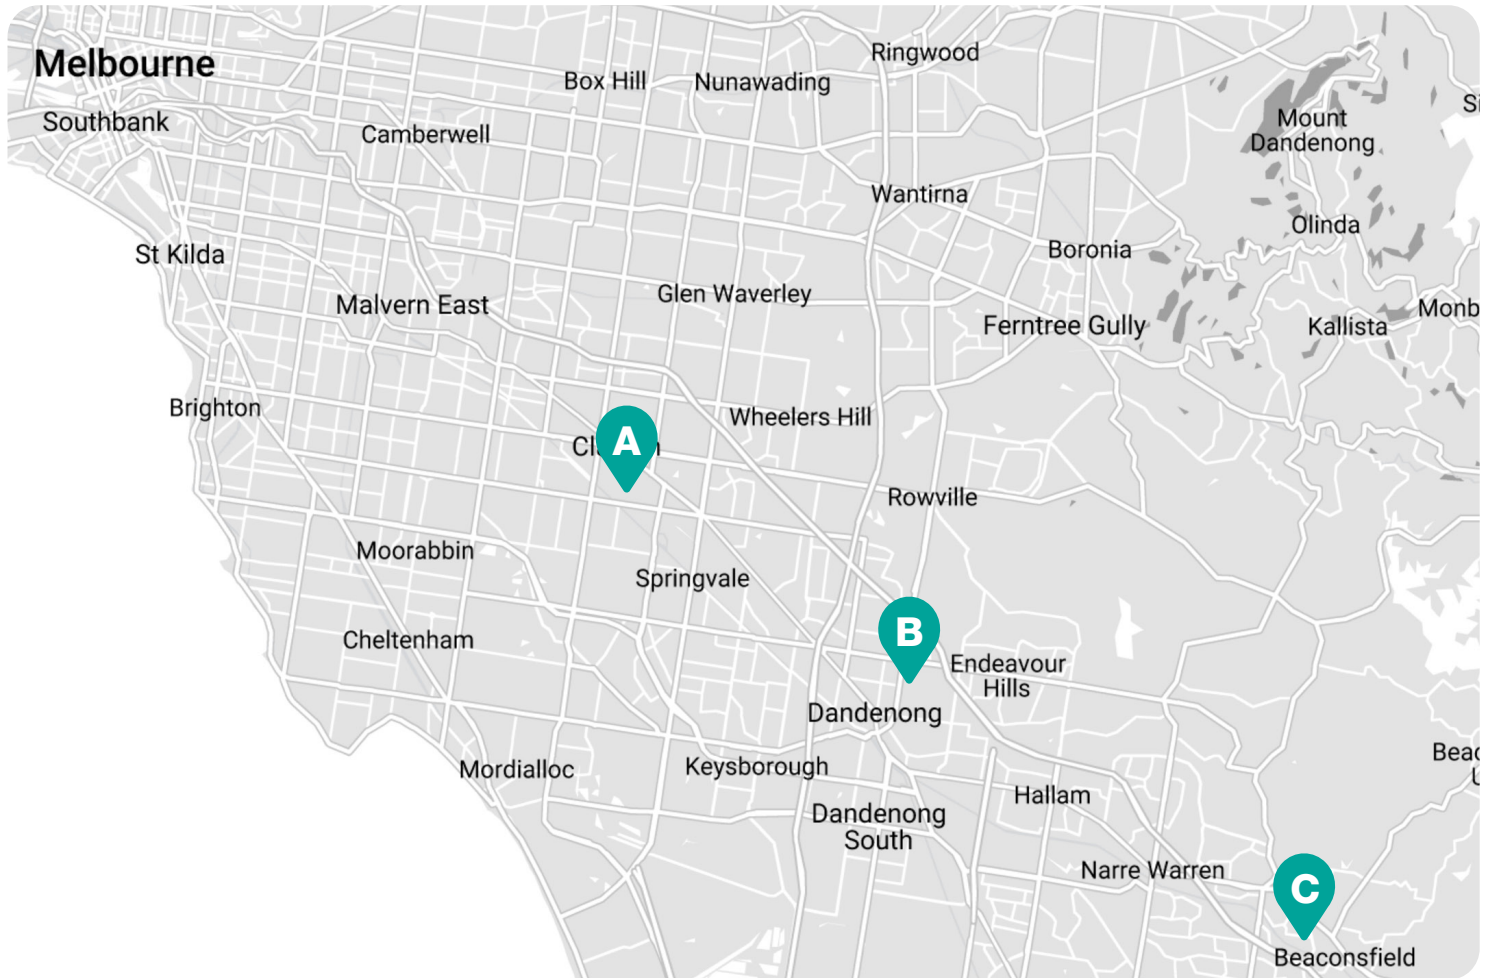 Melbourne
Ringwood
Box Hill
Nunawading
Mount
Dandenong
Southbank
Camberwell
Wantirna
Olinda
St Kilda
Boronia
Malvern East
Glen Waverley
Monb
Ferntree Gully
Kallista
Brighton
Wheelers Hill
A
Rowville
Moorabbin
Springvale
B
Cheltenham
Endeavour
Hills
Dandenong
Mordialloc
Keysborough
Hallam
Dandenong
South
Narre Warren
C
Beaconsfield